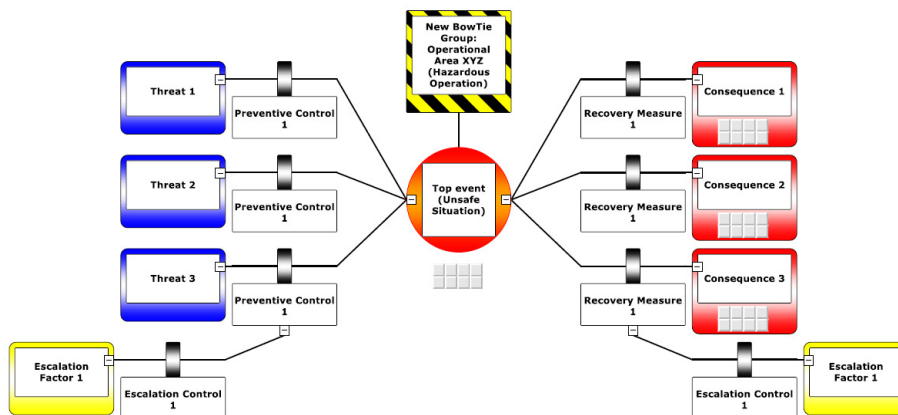 New BowTie
Group:
Operational
Area XYZ
(Hazardous
Operation)
Threat 1
Preventive Control
1
Recovery Measure
1
Consequence 1
Threat 2
Preventive Control
1
Top event
(Unsafe
Situation)
Recovery Measure
1
Consequence 2
Threat 3
Preventive Control
1
Recovery Measure
1
Consequence 3
Escalation
Factor 1
Escalation Control
1
Escalation Control
1
Escalation
Factor 1